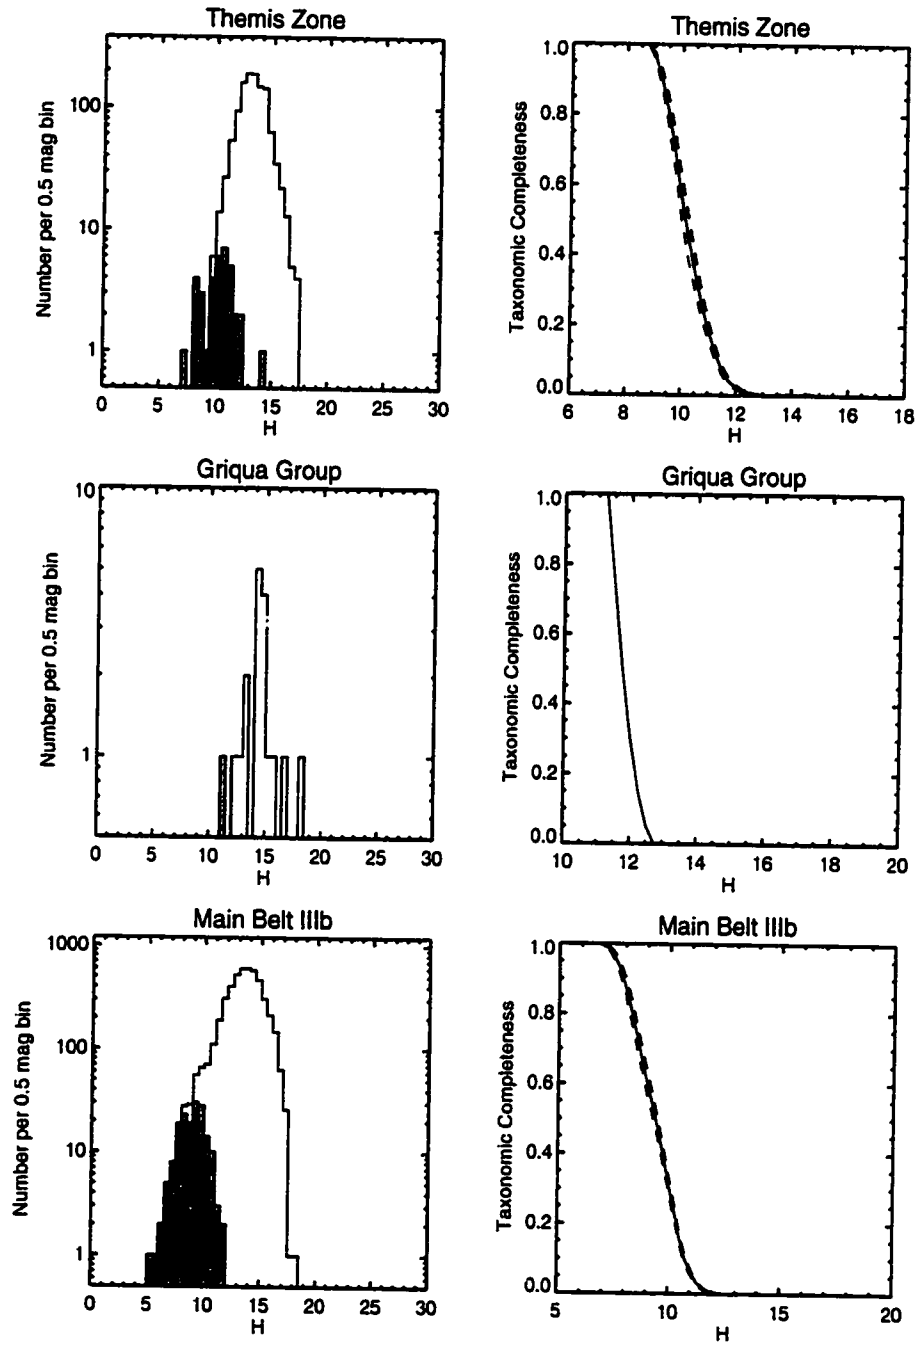 Themis Zone
Number per 0.5 mag bin
100
10
1
0 5 10 15 20 25 30
H
Themis Zone
Taxonomic Completeness
1.0
0.8
0.6
0.4
0.2
0.0
6 8 10 12 14 16 18
H
Griqua Group
Number per 0.5 mag bin
10
1
0 5 10 15 20 25 30
H
Griqua Group
Taxonomic Completeness
1.0
0.8
0.6
0.4
0.2
0.0
10 12 14 16 18 20
H
Main Belt IIIb
Number per 0.5 mag bin
1000
100
10
1
0 5 10 15 20 25 30
H
Main Belt IIIb
Taxonomic Completeness
1.0
0.8
0.6
0.4
0.2
0.0
5 10 15 20
H